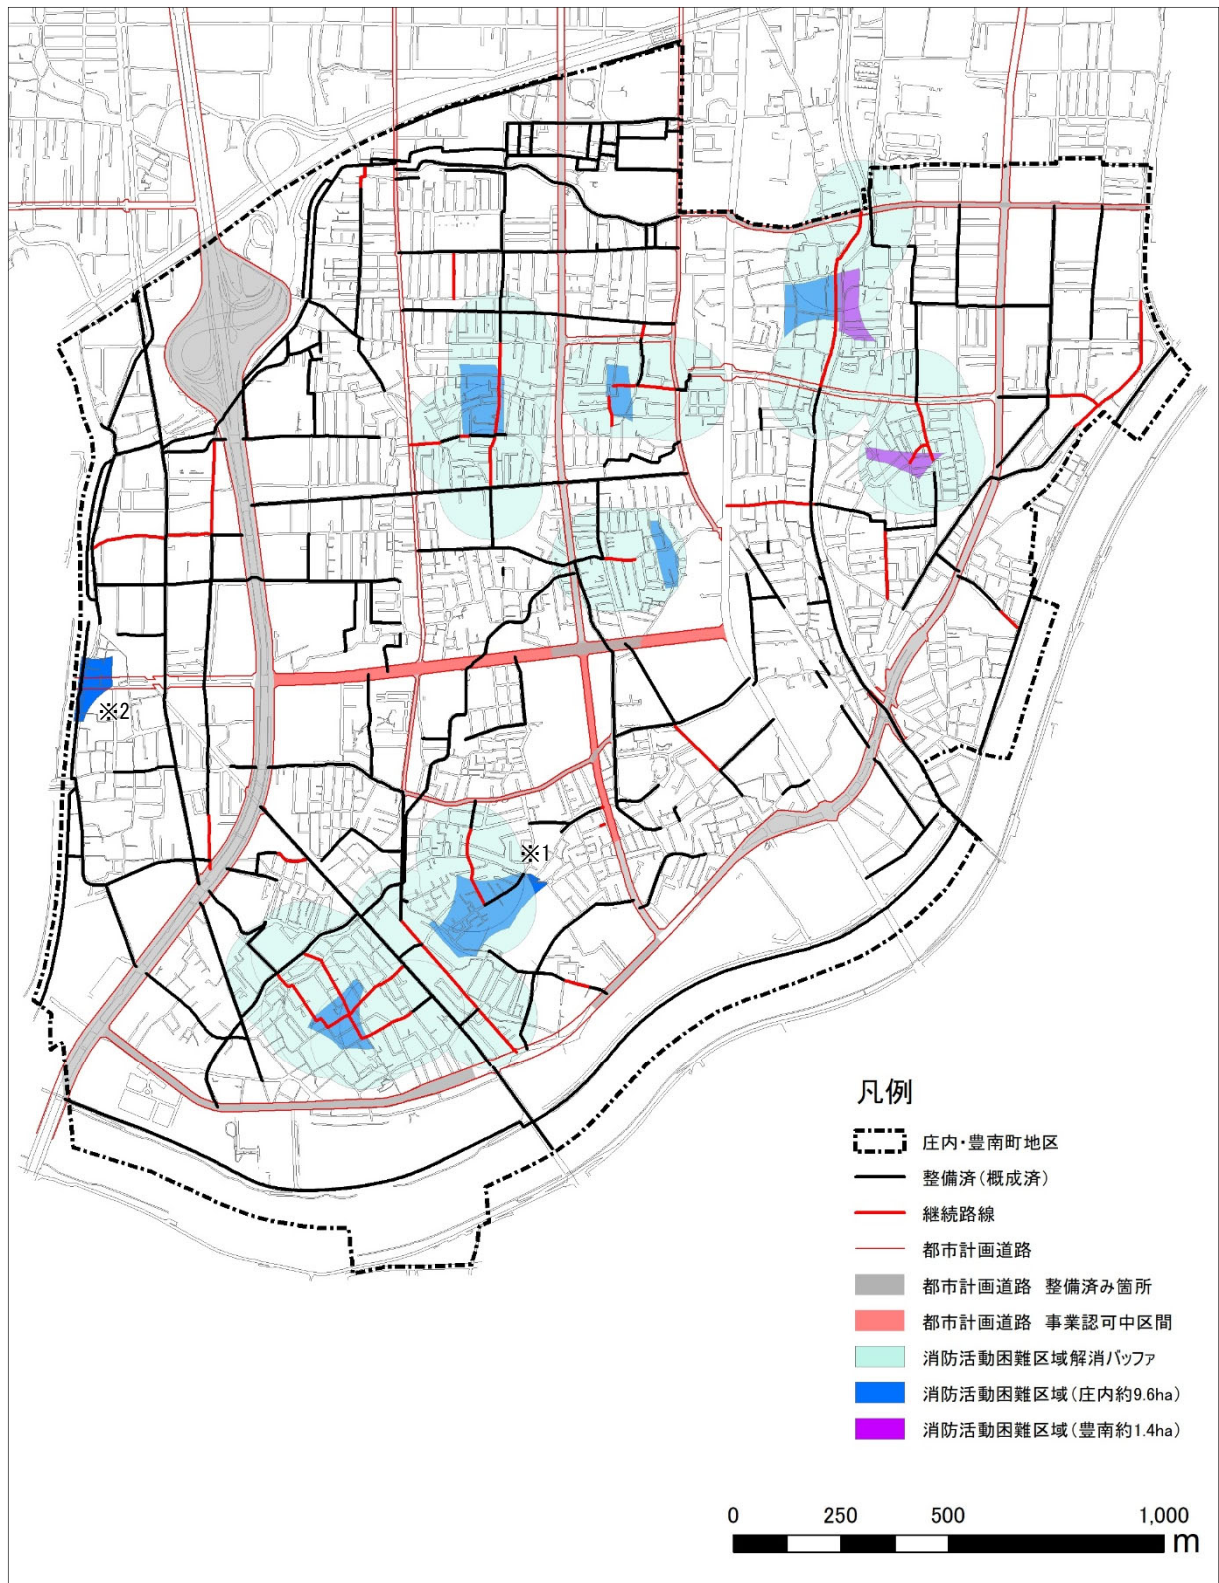 ※2
※1
凡例
庄内・豊南町地区
整備済(概成済)
継続路線
都市計画道路
都市計画道路 整備済み箇所
都市計画道路 事業認可中区間
消防活動困難区域解消バッファ
消防活動困難区域(庄内約9.6ha)
消防活動困難区域(豊南約1.4ha)
0 250 500 1,000
m